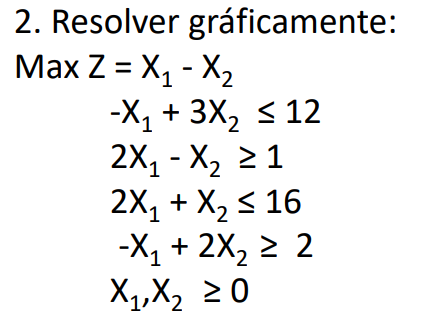 2. Resolver gráficamente:
Max Z = X₁ - X₂
-X₁ + 3X₂ ≤ 12
2X₁ - X₂ ≥ 1
2X₁ + X₂ ≤ 16
-X₁ + 2X₂ ≥ 2
X₁,X₂ ≥ 0